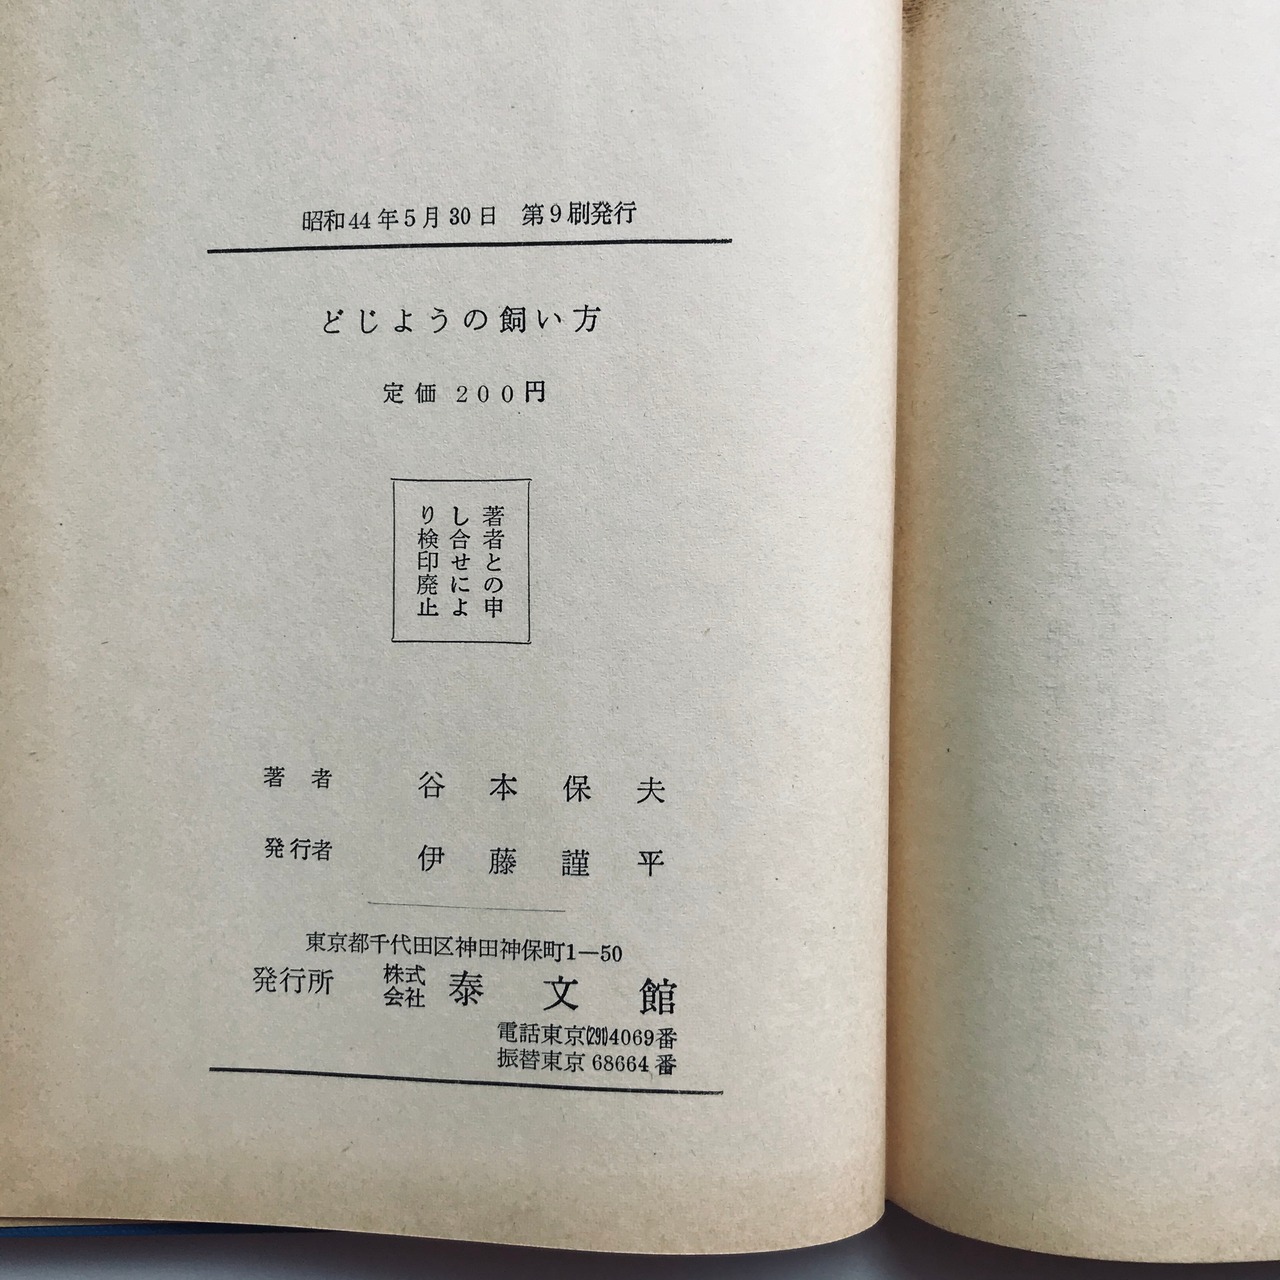 昭和44年5月30日　第9刷発行
どじようの飼い方
定価 200円
著者との申
し合せによ
り検印廃止
著者　谷本保夫
発行者　伊藤謹平
東京都千代田区神田神保町1—50
発行所　株式会社　泰文館
電話東京(291)4069番
振替東京 68664番